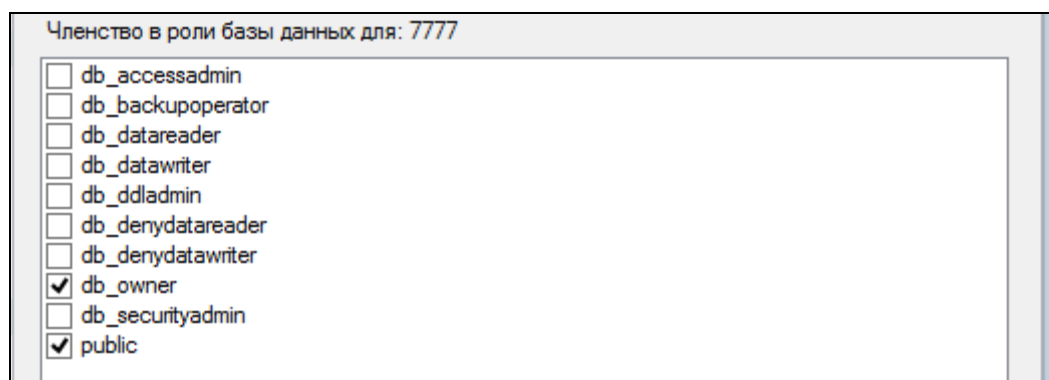 Членство в роли базы данных для: 7777
db_accessadmin
db_backupoperator
db_datareader
db_datawriter
db_ddladmin
db_denydatareader
db_denydatawriter
db_owner
db_securityadmin
public